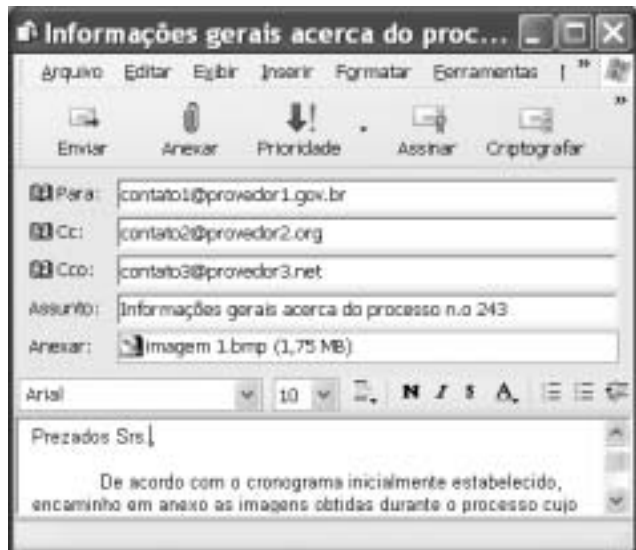 Informações gerais acerca do proc...
Arquivo Editar Exibir Inserir Formatar Ferramentas »
Enviar Anexar Prioridade Assinar Criptografar »
Para: contato1@provedor1.gov.br
Cc: contato2@provedor2.org
Cco: contato3@provedor3.net
Assunto: Informações gerais acerca do processo n.o 243
Anexar: imagem 1.bmp (1,75 MB)
Arial 10 N I S A
Prezados Srs.
De acordo com o cronograma inicialmente estabelecido,
encaminho em anexo as imagens obtidas durante o processo cujo